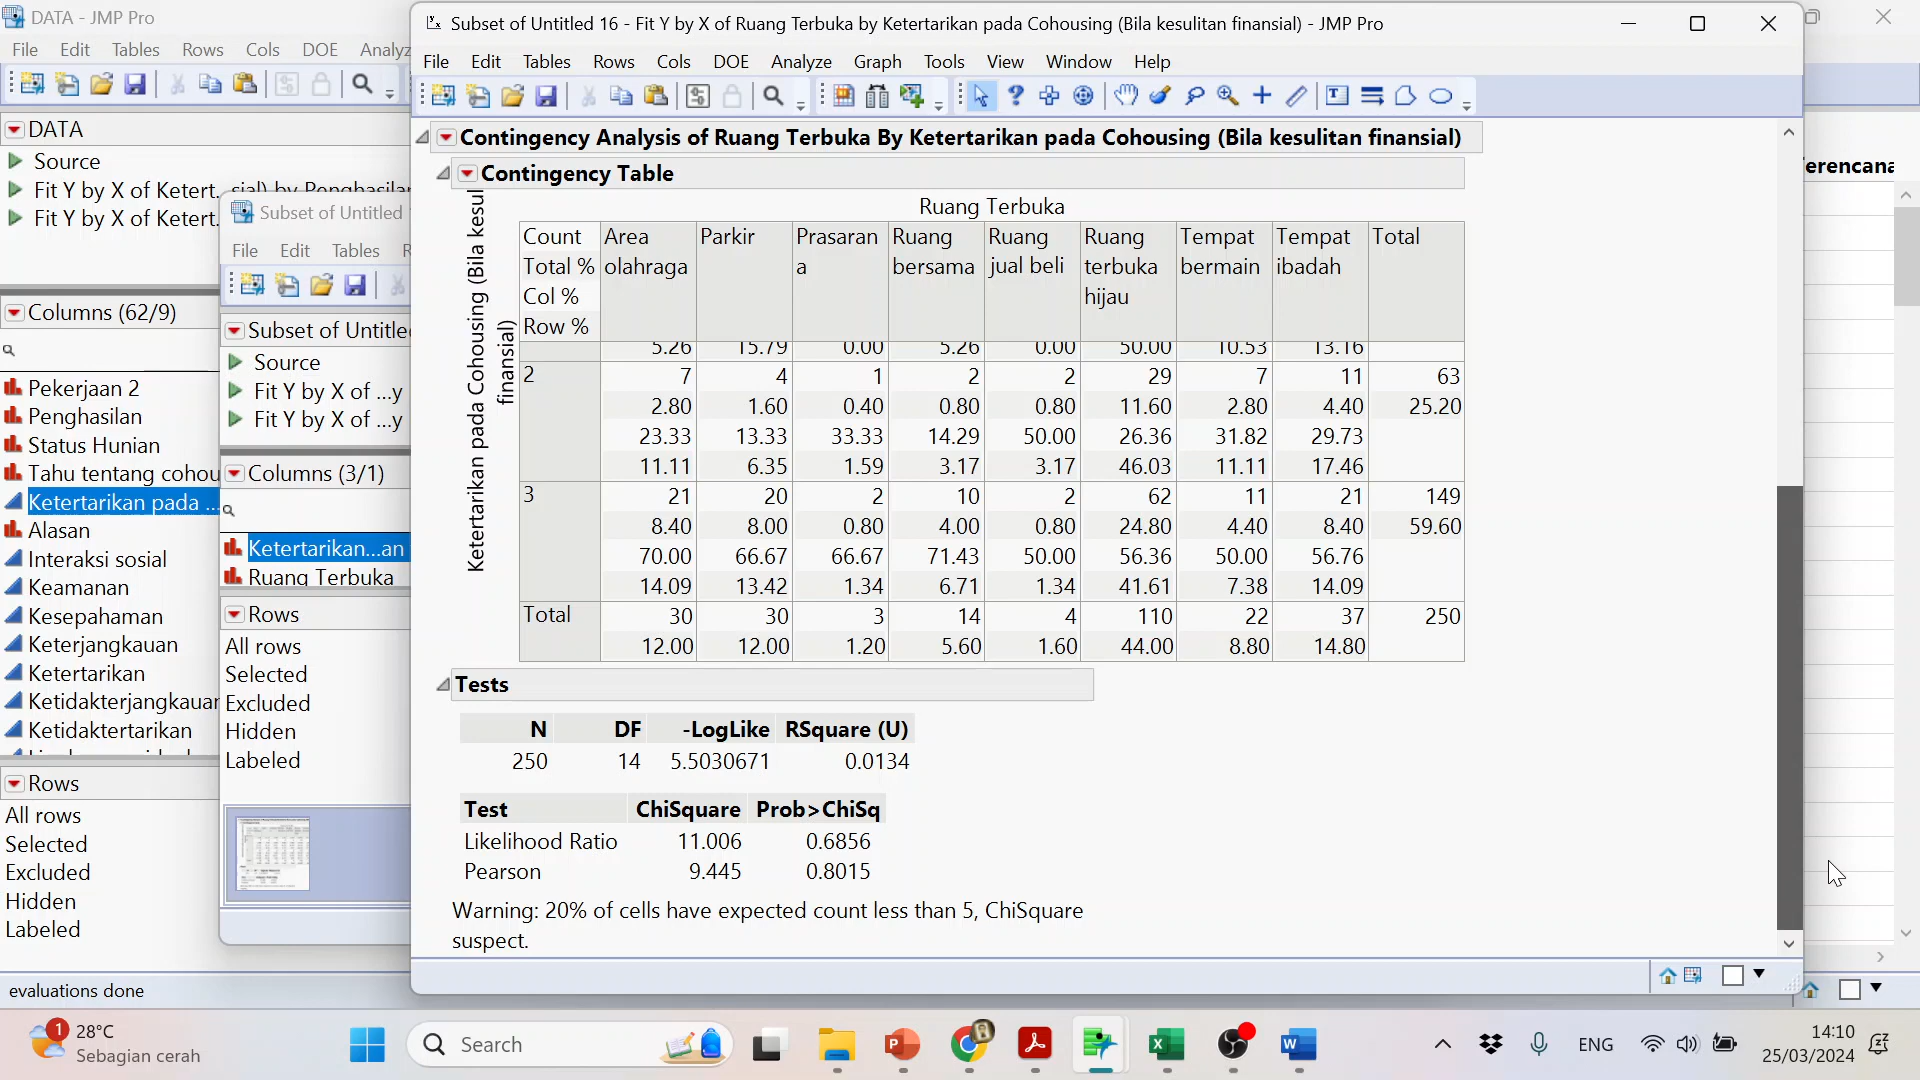 DATA - JMP Pro
File Edit Tables Rows Cols DOE Analyz
DATA
Source
Fit Y by X of Ketert...sial) by Penghasilan
Fit Y by X of Ketert.
Columns (62/9)
Pekerjaan 2
Penghasilan
Status Hunian
Tahu tentang cohou
Ketertarikan pada ...
Alasan
Interaksi sosial
Keamanan
Kesepahaman
Keterjangkauan
Ketertarikan
Ketidakterjangkauan
Ketidaktertarikan
Rows
All rows
Selected
Excluded
Hidden
Labeled
evaluations done
Subset of Untitled
File Edit Tables R
Subset of Untitle
Source
Fit Y by X of ...y
Fit Y by X of ...y
Columns (3/1)
Ketertarikan...an
Ruang Terbuka
Rows
All rows
Selected
Excluded
Hidden
Labeled
Subset of Untitled 16 - Fit Y by X of Ruang Terbuka by Ketertarikan pada Cohousing (Bila kesulitan finansial) - JMP Pro
File Edit Tables Rows Cols DOE Analyze Graph Tools View Window Help
Contingency Analysis of Ruang Terbuka By Ketertarikan pada Cohousing (Bila kesulitan finansial)
Contingency Table
Ruang Terbuka
Ketertarikan pada Cohousing (Bila kesul
finansial)
Count Area Parkir Prasaran Ruang Ruang Ruang Tempat Tempat Total
Total % olahraga a bersama jual beli terbuka bermain ibadah
Col % hijau
Row %
5.26 15.79 0.00 5.26 0.00 50.00 10.53 13.16
2 7 4 1 2 2 29 7 11 63
2.80 1.60 0.40 0.80 0.80 11.60 2.80 4.40 25.20
23.33 13.33 33.33 14.29 50.00 26.36 31.82 29.73
11.11 6.35 1.59 3.17 3.17 46.03 11.11 17.46
3 21 20 2 10 2 62 11 21 149
8.40 8.00 0.80 4.00 0.80 24.80 4.40 8.40 59.60
70.00 66.67 66.67 71.43 50.00 56.36 50.00 56.76
14.09 13.42 1.34 6.71 1.34 41.61 7.38 14.09
Total 30 30 3 14 4 110 22 37 250
12.00 12.00 1.20 5.60 1.60 44.00 8.80 14.80
Tests
N DF -LogLike RSquare (U)
250 14 5.5030671 0.0134
Test ChiSquare Prob>ChiSq
Likelihood Ratio 11.006 0.6856
Pearson 9.445 0.8015
Warning: 20% of cells have expected count less than 5, ChiSquare
suspect.
erencana
1 28°C
Sebagian cerah
Search
ENG
14:10
25/03/2024